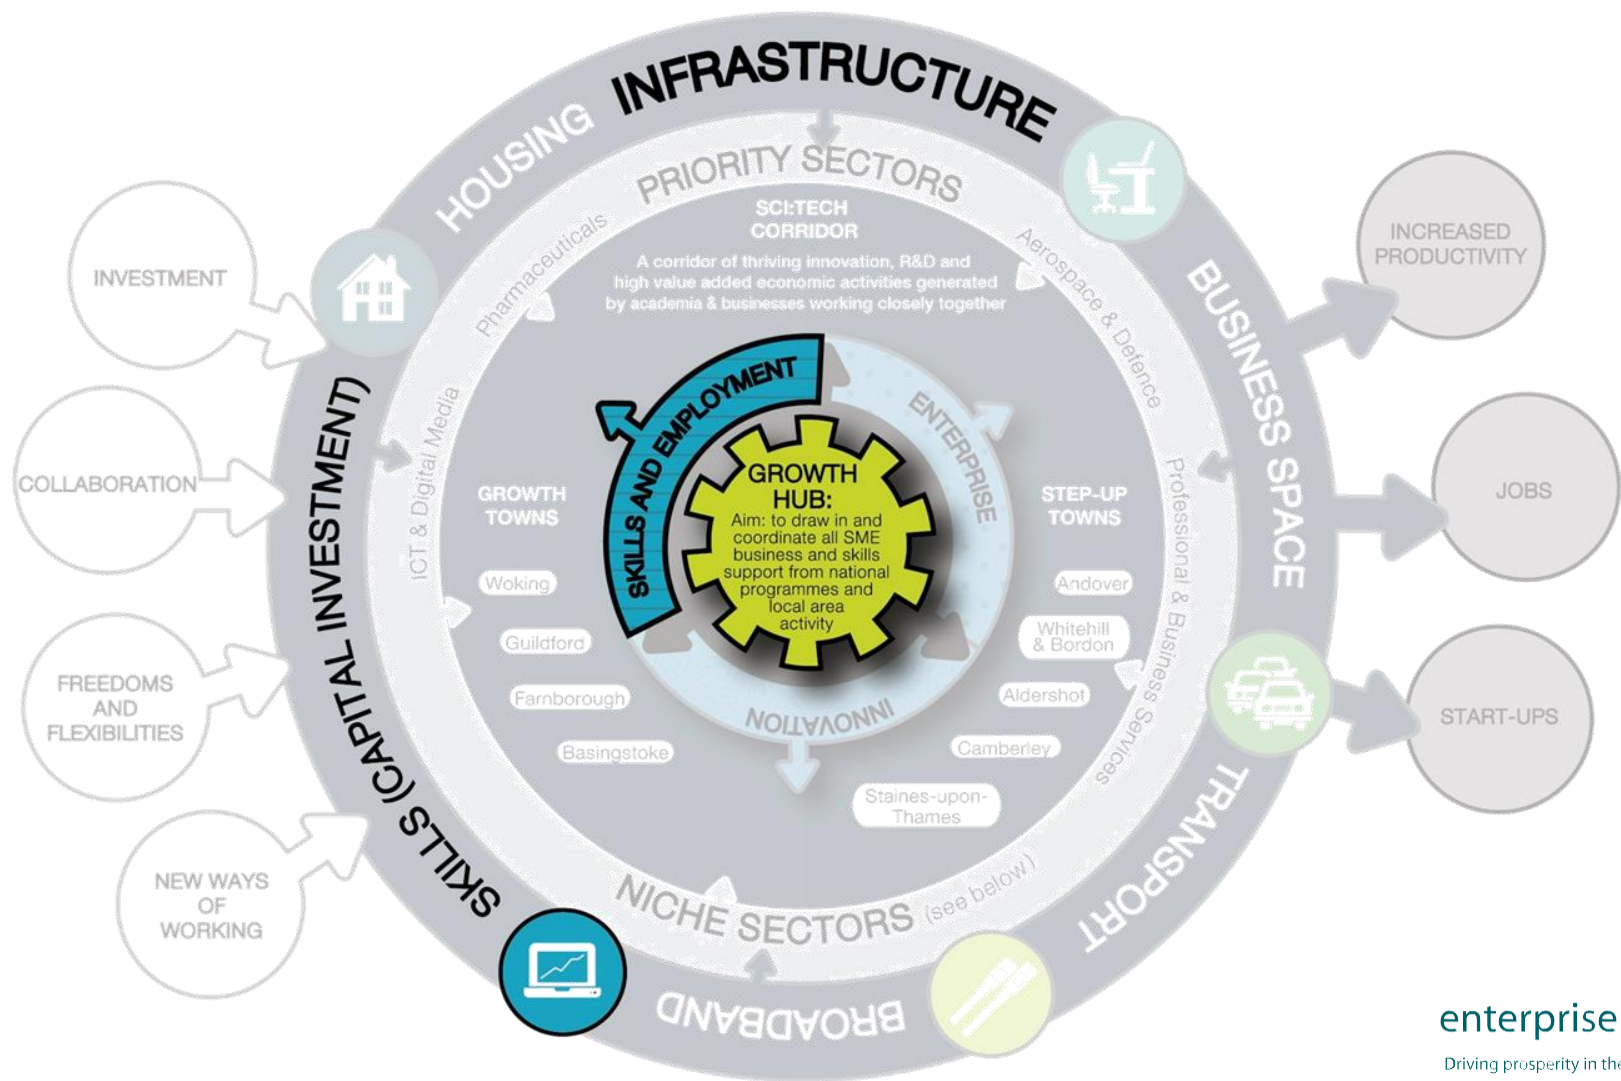 INFRASTRUCTURE
HOUSING
BUSINESS SPACE
TRANSPORT
BROADBAND
SKILLS (CAPITAL INVESTMENT)
PRIORITY SECTORS
Pharmaceuticals
Aerospace & Defence
ICT & Digital Media
Professional & Business Services
NICHE SECTORS (see below)
SCI:TECH
CORRIDOR
A corridor of thriving innovation, R&D and
high value added economic activities generated
by academia & businesses working closely together
SKILLS AND EMPLOYMENT
ENTERPRISE
INNOVATION
GROWTH
HUB:
Aim: to draw in and
coordinate all SME
business and skills
support from national
programmes and
local area
activity
GROWTH
TOWNS
Woking
Guildford
Farnborough
Basingstoke
STEP-UP
TOWNS
Andover
Whitehill
& Bordon
Aldershot
Camberley
Staines-upon-
Thames
INVESTMENT
COLLABORATION
FREEDOMS
AND
FLEXIBILITIES
NEW WAYS
OF
WORKING
INCREASED
PRODUCTIVITY
JOBS
START-UPS
enterprise
Driving prosperity in the